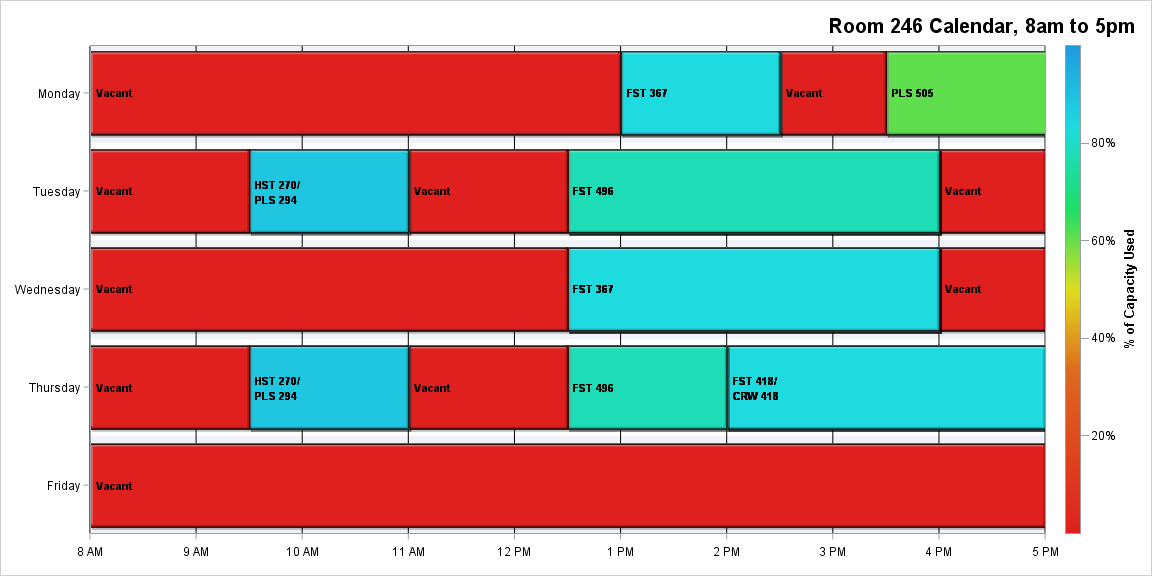 Room 246 Calendar, 8am to 5pm
Monday
Vacant
FST 367
Vacant
PLS 505
Tuesday
Vacant
HST 270/
PLS 294
Vacant
FST 496
Vacant
Wednesday
Vacant
FST 367
Vacant
Thursday
Vacant
HST 270/
PLS 294
Vacant
FST 496
FST 418/
CRW 418
Friday
Vacant
8 AM
9 AM
10 AM
11 AM
12 PM
1 PM
2 PM
3 PM
4 PM
5 PM
80%
60%
40%
20%
% of Capacity Used